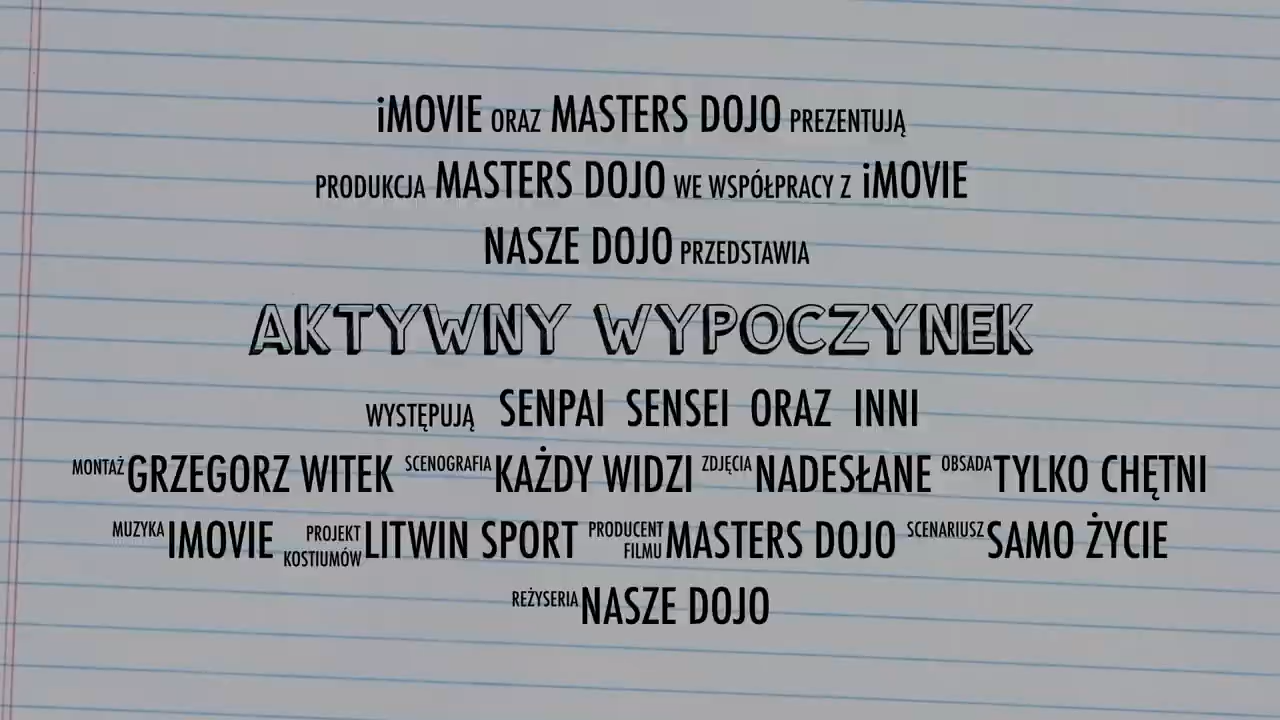 iMOVIE ORAZ MASTERS DOJO PREZENTUJĄ
PRODUKCJA MASTERS DOJO WE WSPÓŁPRACY Z iMOVIE
NASZE DOJO PRZEDSTAWIA
AKTYWNY WYPOCZYNEK
WYSTĘPUJĄ SENPAI SENSEI ORAZ INNI
MONTAŻ GRZEGORZ WITEK SCENOGRAFIA KAŻDY WIDZI ZDJĘCIA NADESŁANE OBSADA TYLKO CHĘTNI
MUZYKA IMOVIE PROJEKT KOSTIUMÓW LITWIN SPORT PRODUCENT FILMU MASTERS DOJO SCENARIUSZ SAMO ŻYCIE
REŻYSERIA NASZE DOJO